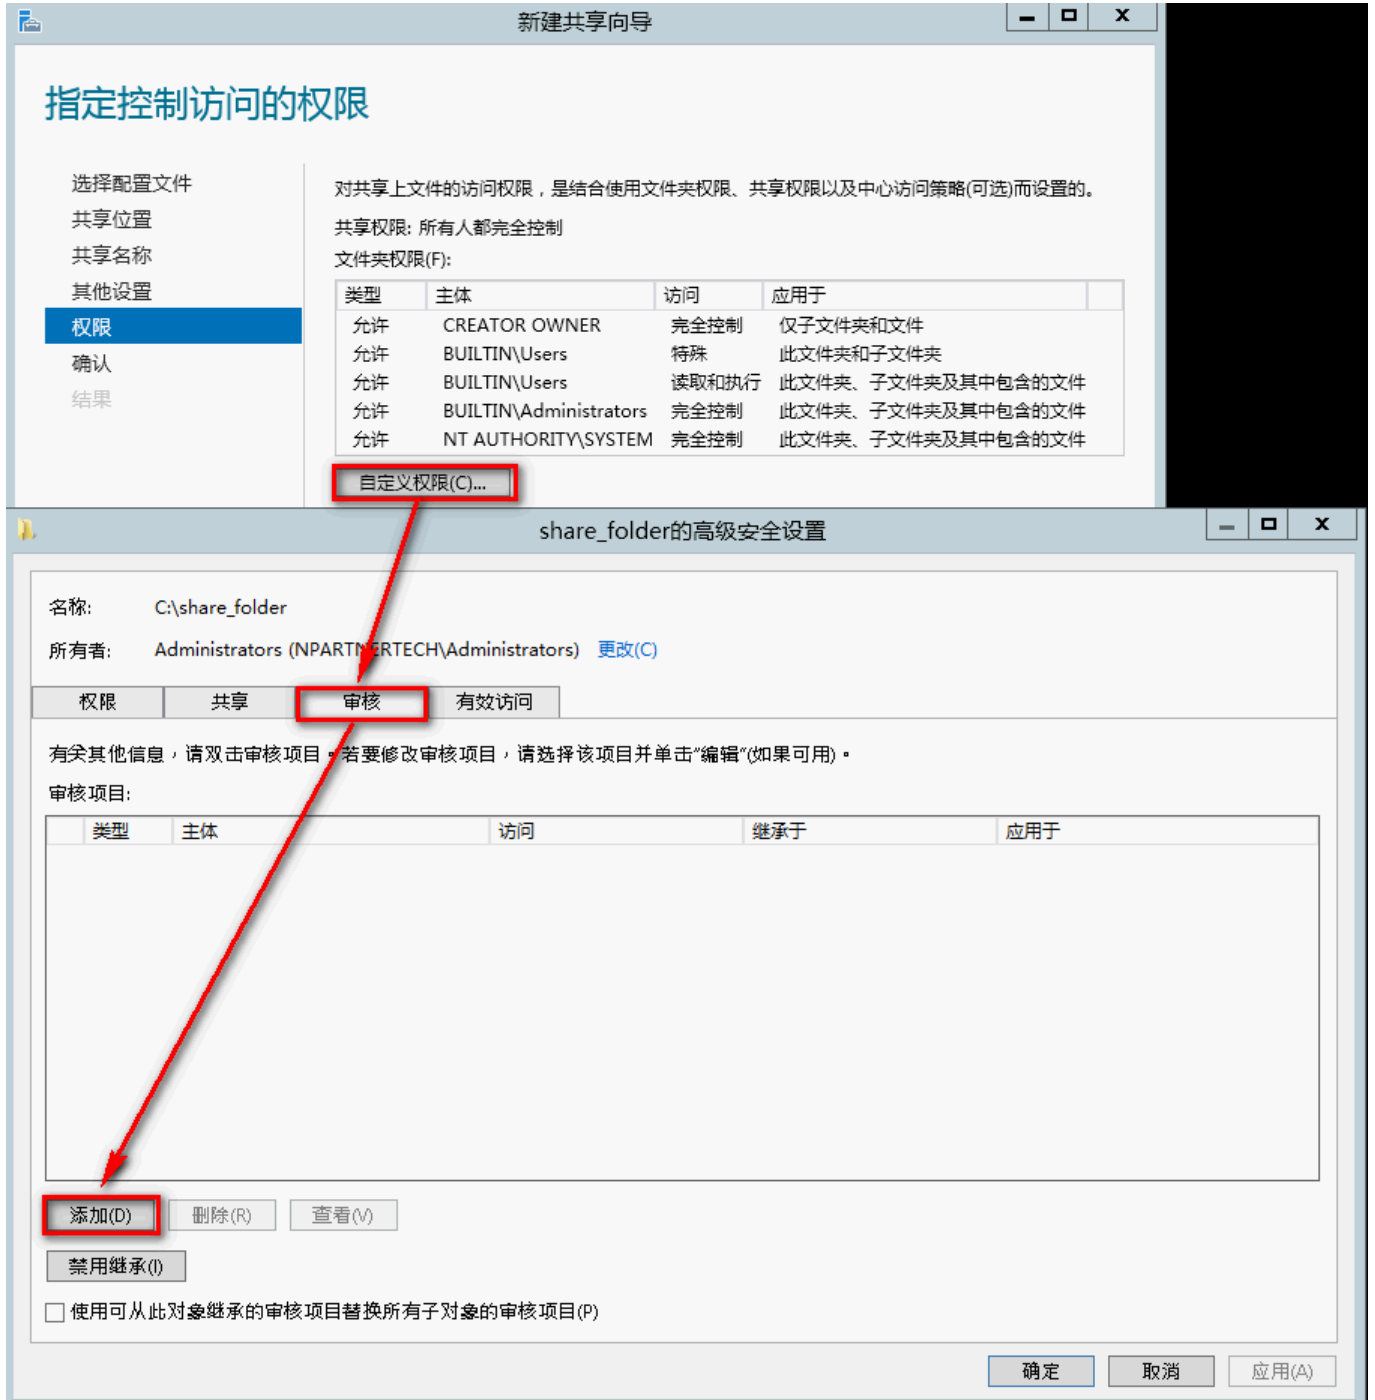 新建共享向导
指定控制访问的权限
选择配置文件
共享位置
共享名称
其他设置
权限
确认
结果
对共享上文件的访问权限，是结合使用文件夹权限、共享权限以及中心访问策略(可选)而设置的。
共享权限: 所有人都完全控制
文件夹权限(F):
类型 主体 访问 应用于
允许 CREATOR OWNER 完全控制 仅子文件夹和文件
允许 BUILTIN\Users 特殊 此文件夹和子文件夹
允许 BUILTIN\Users 读取和执行 此文件夹、子文件夹及其中包含的文件
允许 BUILTIN\Administrators 完全控制 此文件夹、子文件夹及其中包含的文件
允许 NT AUTHORITY\SYSTEM 完全控制 此文件夹、子文件夹及其中包含的文件
自定义权限(C)...
share_folder的高级安全设置
名称: C:\share_folder
所有者: Administrators (NPARTNERTECH\Administrators) 更改(C)
权限 共享 审核 有效访问
有关其他信息，请双击审核项目。若要修改审核项目，请选择该项目并单击“编辑”(如果可用)。
审核项目:
类型 主体 访问 继承于 应用于
添加(D) 删除(R) 查看(V)
禁用继承(I)
使用可从此对象继承的审核项目替换所有子对象的审核项目(P)
确定 取消 应用(A)